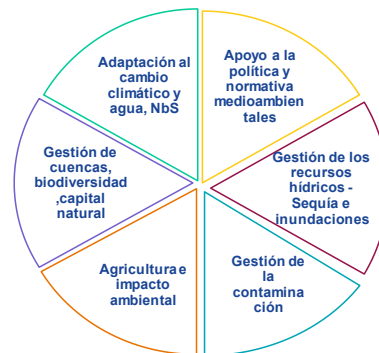 Adaptación al
cambio
climático y
agua, NbS
Apoyo a la
política y
normativa
medioambien
tales
Gestión de
cuencas,
biodiversidad
,capital
natural
Gestión de los
recursos
hídricos -
Sequía e
inundaciones
Agricultura e
impacto
ambiental
Gestión de
la
contamina
ción